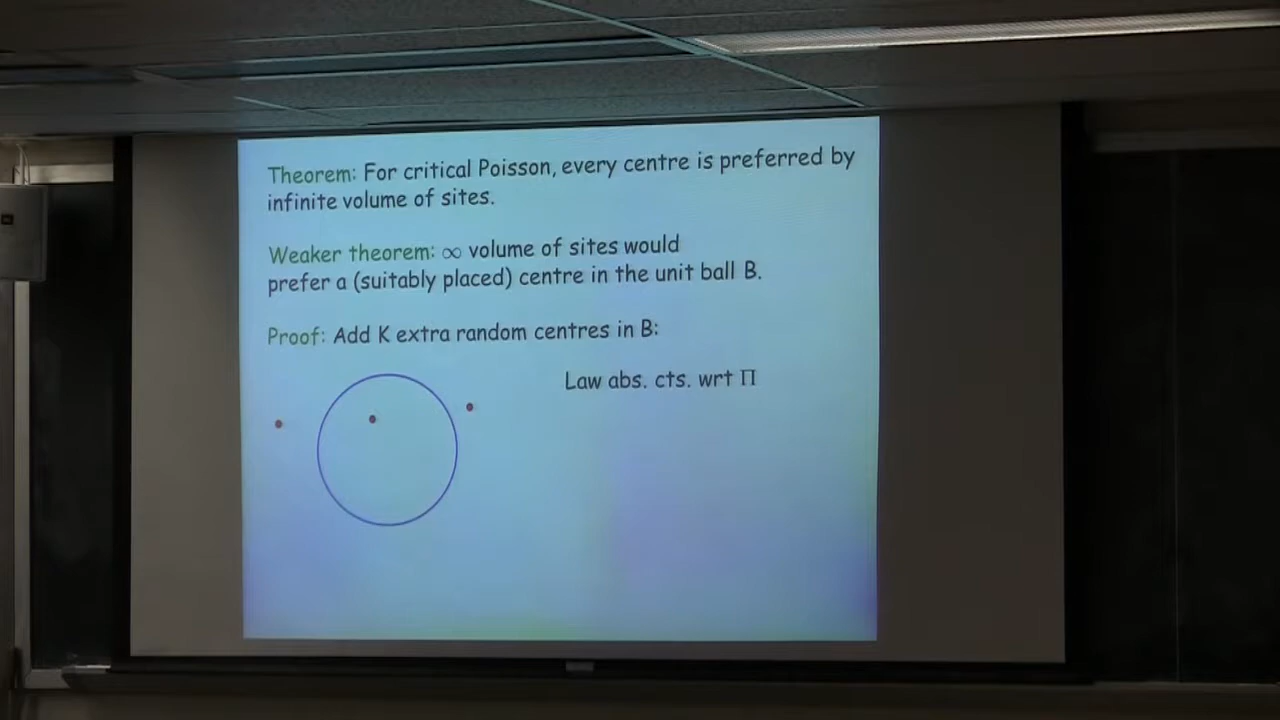 Theorem: For critical Poisson, every centre is preferred by
infinite volume of sites.
Weaker theorem: ∞ volume of sites would
prefer a (suitably placed) centre in the unit ball B.
Proof: Add K extra random centres in B:
Law abs. cts. wrt Π